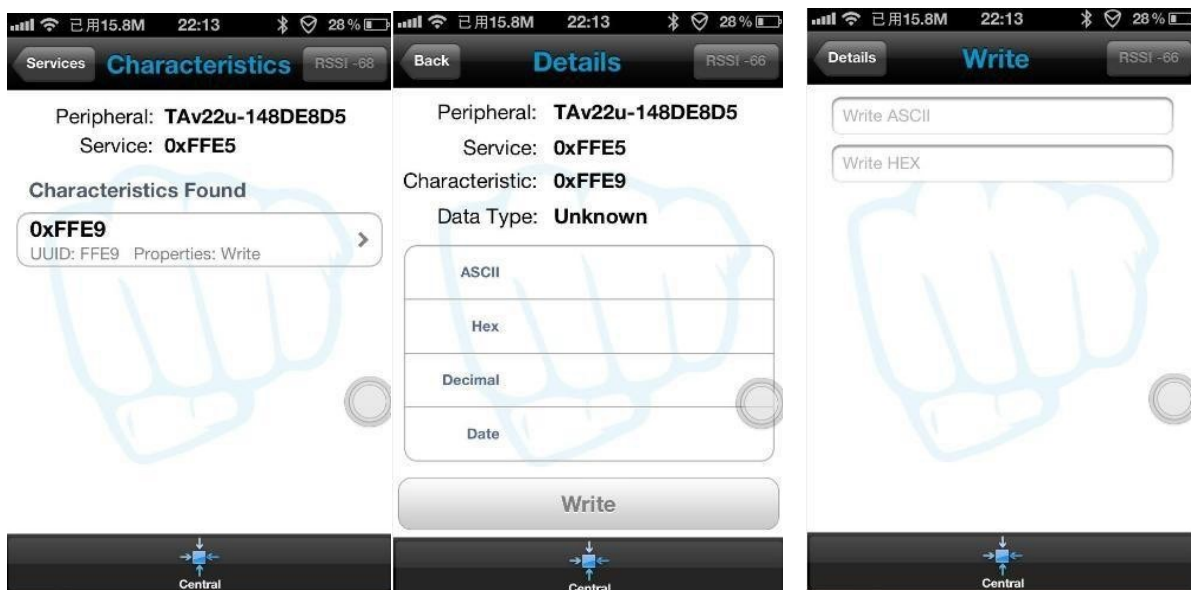 已用15.8M 22:13 28%
Services Characteristics RSSI -68
Peripheral: TAv22u-148DE8D5
Service: 0xFFE5
Characteristics Found
0xFFE9
UUID: FFE9 Properties: Write
Central
已用15.8M 22:13 28%
Back Details RSSI -66
Peripheral: TAv22u-148DE8D5
Service: 0xFFE5
Characteristic: 0xFFE9
Data Type: Unknown
ASCII
Hex
Decimal
Date
Write
Central
已用15.8M 22:13 28%
Details Write RSSI -66
Write ASCII
Write HEX
Central